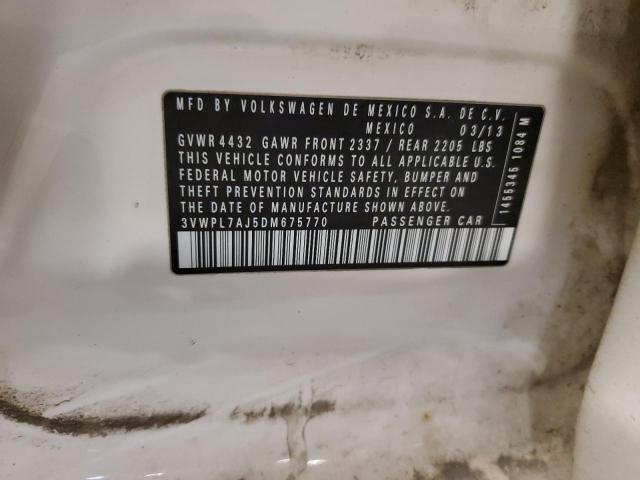 MFD BY VOLKSWAGEN DE MEXICO S.A. DE C.V.
MEXICO 03/13
GVWR 4432 GAWR FRONT 2337 / REAR 2205 LBS
THIS VEHICLE CONFORMS TO ALL APPLICABLE U.S.
FEDERAL MOTOR VEHICLE SAFETY, BUMPER AND
THEFT PREVENTION STANDARDS IN EFFECT ON
THE DATE OF MANUFACTURE SHOWN ABOVE.
3VWPL7AJ5DM675770 PASSENGER CAR
1455345 1084 M